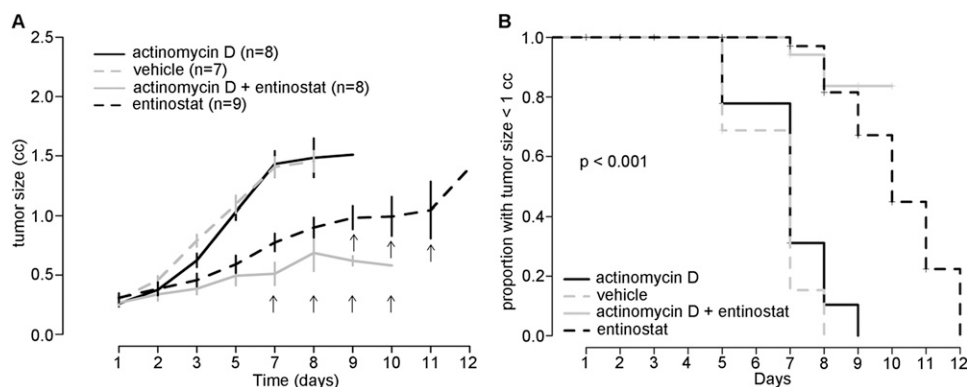 A
2.5
2.0
1.5
1.0
0.5
0.0
tumor size (cc)
actinomycin D (n=8)
vehicle (n=7)
actinomycin D + entinostat (n=8)
entinostat (n=9)
1 2 3 5 7 8 9 10 11 12
Time (days)
B
1.0
0.8
0.6
0.4
0.2
0.0
proportion with tumor size < 1 cc
p < 0.001
actinomycin D
vehicle
actinomycin D + entinostat
entinostat
1 2 3 4 5 6 7 8 9 10 11 12
Days